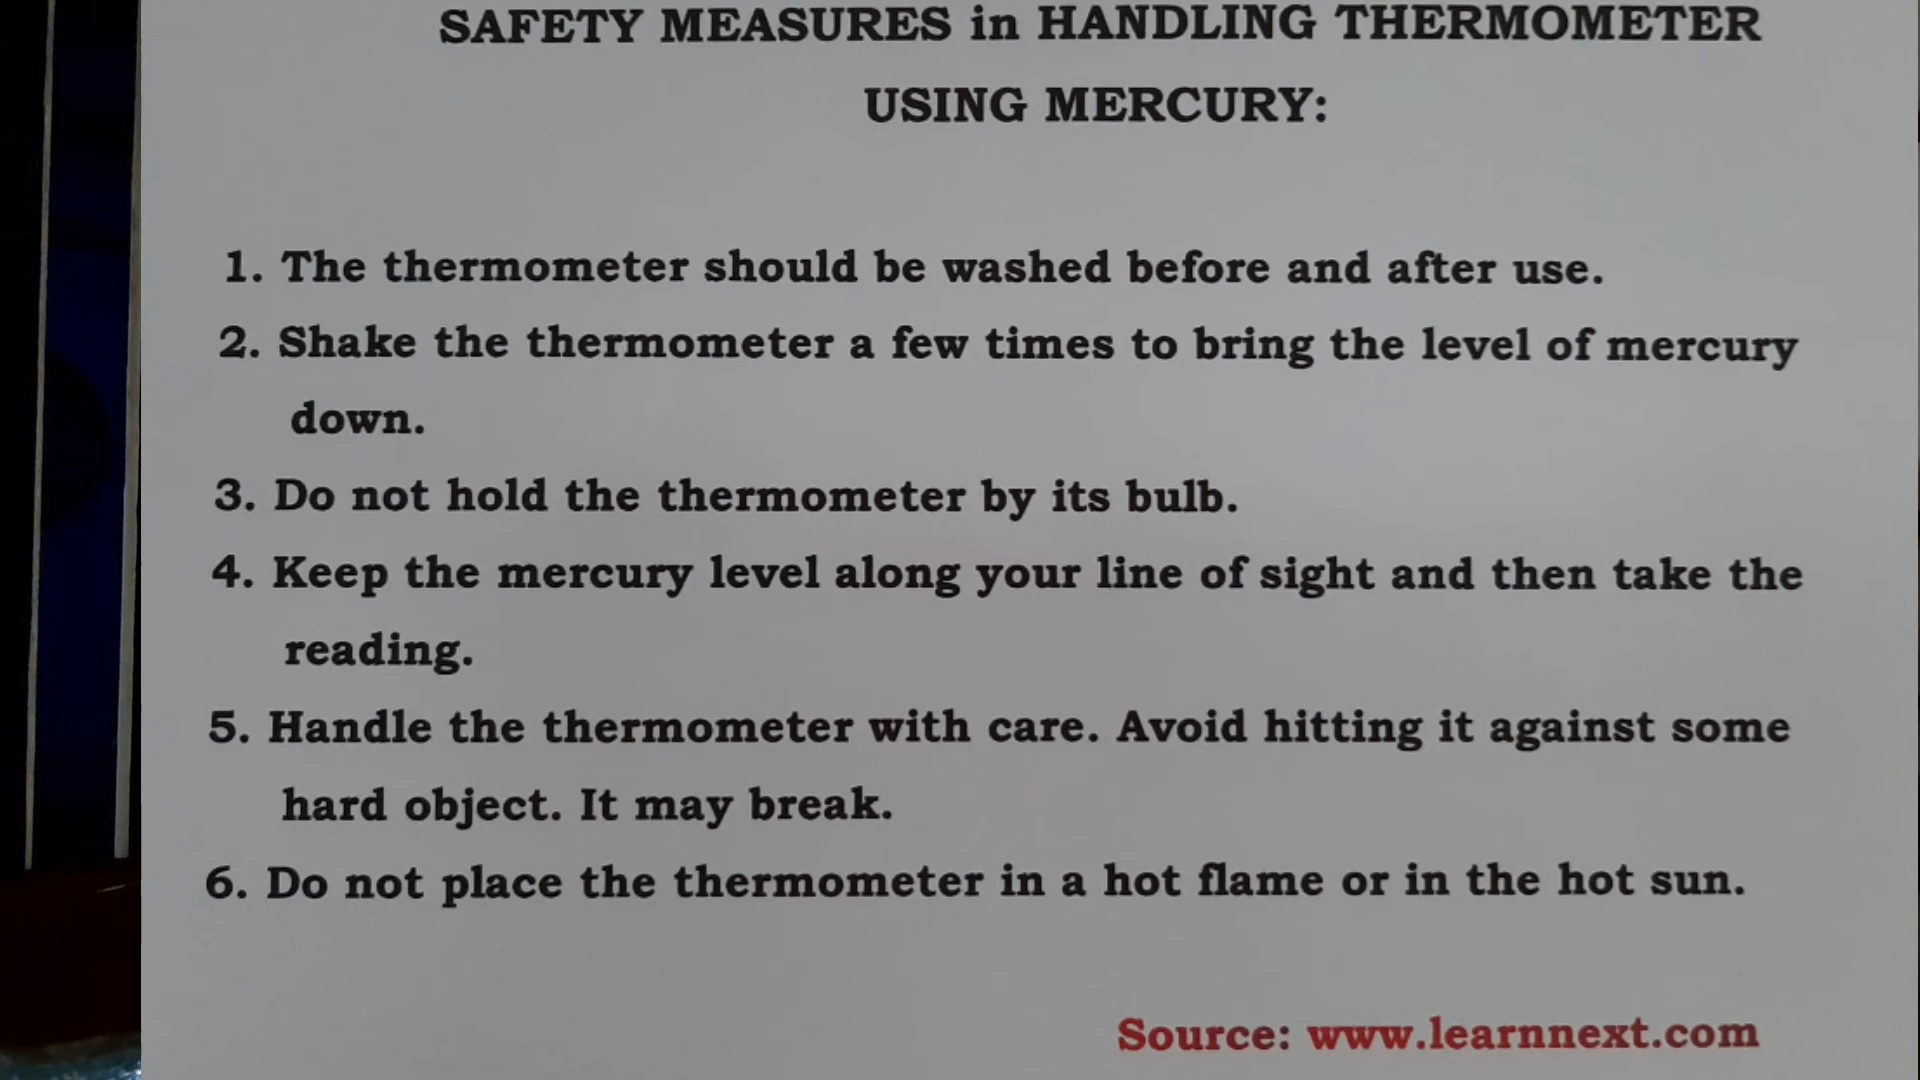 SAFETY MEASURES in HANDLING THERMOMETER
USING MERCURY:
1. The thermometer should be washed before and after use.
2. Shake the thermometer a few times to bring the level of mercury
down.
3. Do not hold the thermometer by its bulb.
4. Keep the mercury level along your line of sight and then take the
reading.
5. Handle the thermometer with care. Avoid hitting it against some
hard object. It may break.
6. Do not place the thermometer in a hot flame or in the hot sun.
Source: www.learnnext.com